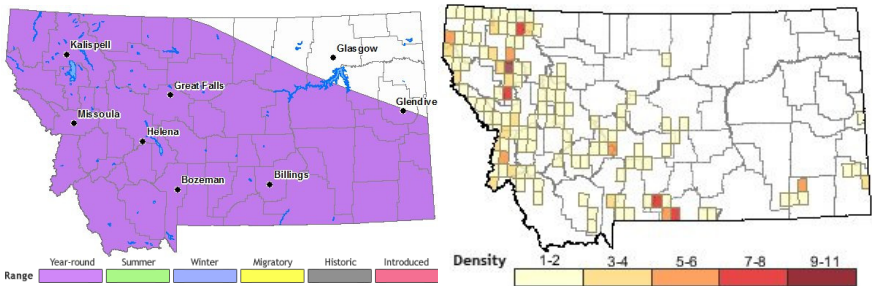 Kalispell
Glasgow
Great Falls
Glendive
Missoula
Helena
Bozeman
Billings
Year-round Summer Winter Migratory Historic Introduced
Range
Density 1-2 3-4 5-6 7-8 9-11